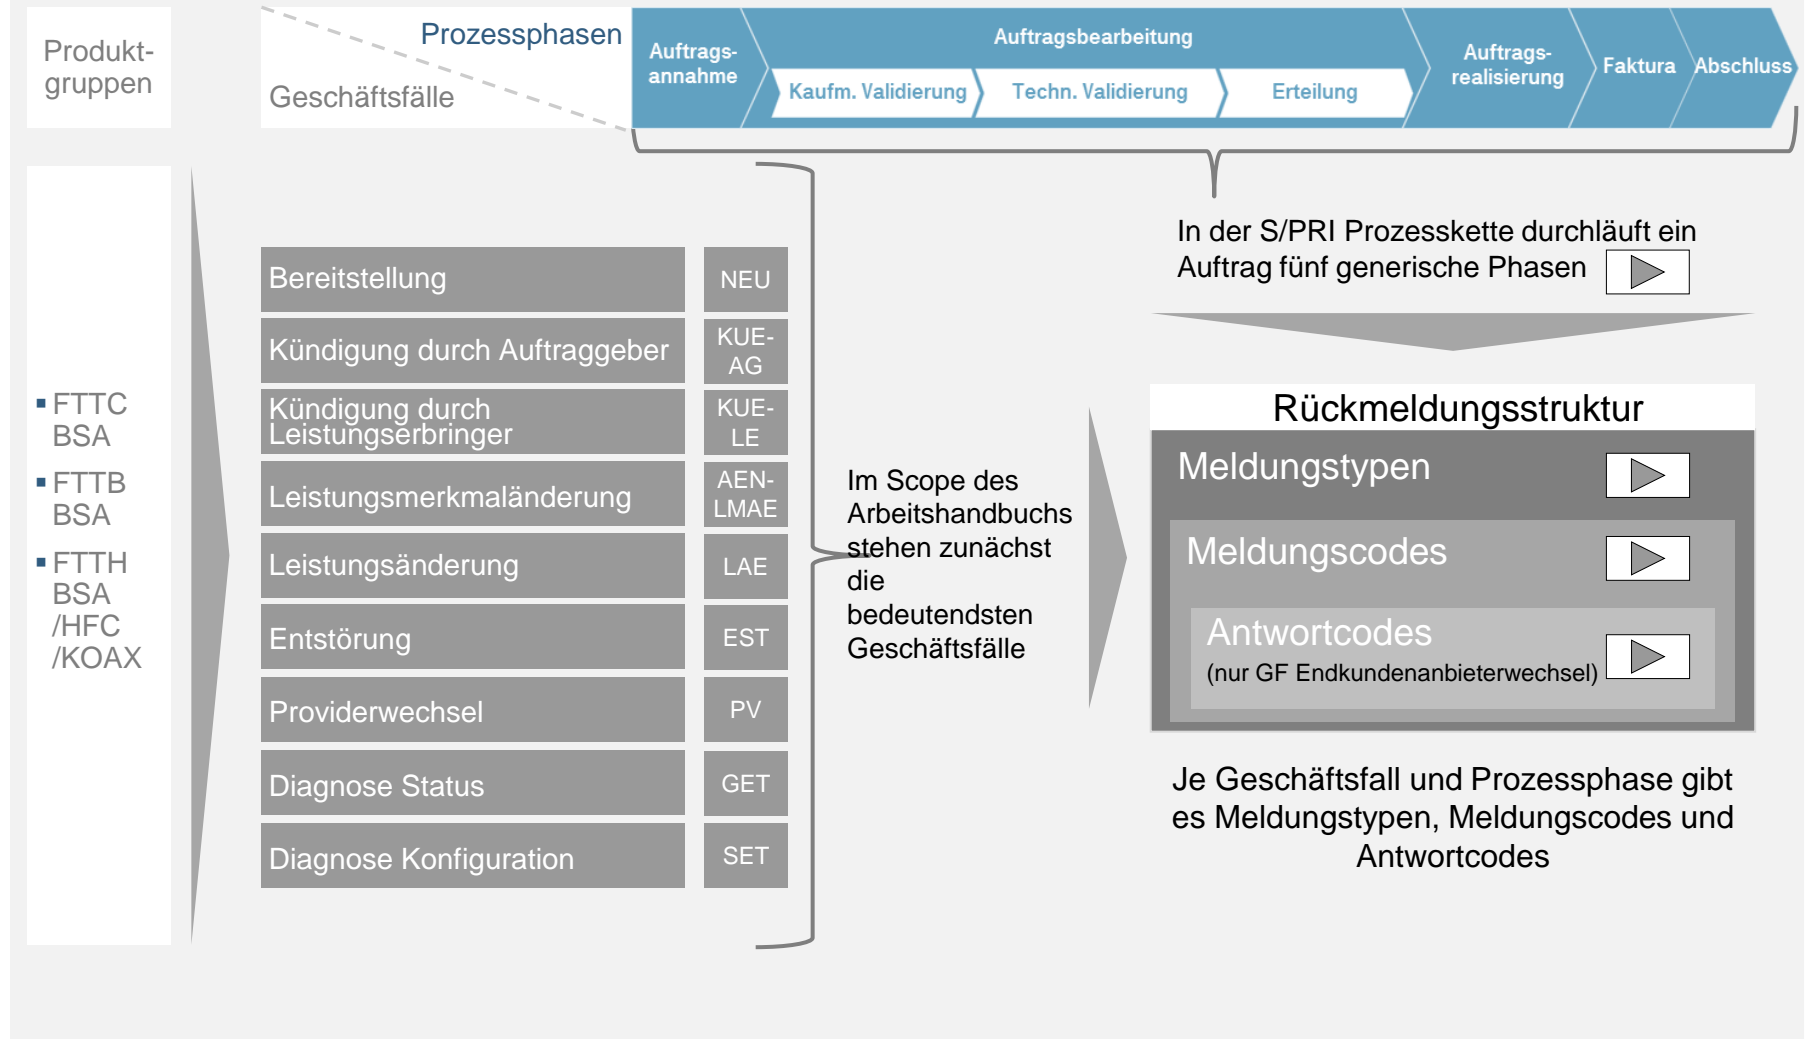 Produkt-
gruppen
Prozessphasen
Geschäftsfälle
Auftrags-
annahme
Auftragsbearbeitung
Kaufm. Validierung
Techn. Validierung
Erteilung
Auftrags-
realisierung
Faktura
Abschluss
In der S/PRI Prozesskette durchläuft ein
Auftrag fünf generische Phasen
FTTC
BSA
FTTB
BSA
FTTH
BSA
/HFC
/KOAX
Bereitstellung
NEU
Kündigung durch Auftraggeber
KUE-
AG
Kündigung durch
Leistungserbringer
KUE-
LE
Leistungsmerkmaländerung
AEN-
LMAE
Leistungsänderung
LAE
Entstörung
EST
Providerwechsel
PV
Diagnose Status
GET
Diagnose Konfiguration
SET
Im Scope des
Arbeitshandbuchs
stehen zunächst
die
bedeutendsten
Geschäftsfälle
Rückmeldungsstruktur
Meldungstypen
Meldungscodes
Antwortcodes
(nur GF Endkundenanbieterwechsel)
Je Geschäftsfall und Prozessphase gibt
es Meldungstypen, Meldungscodes und
Antwortcodes